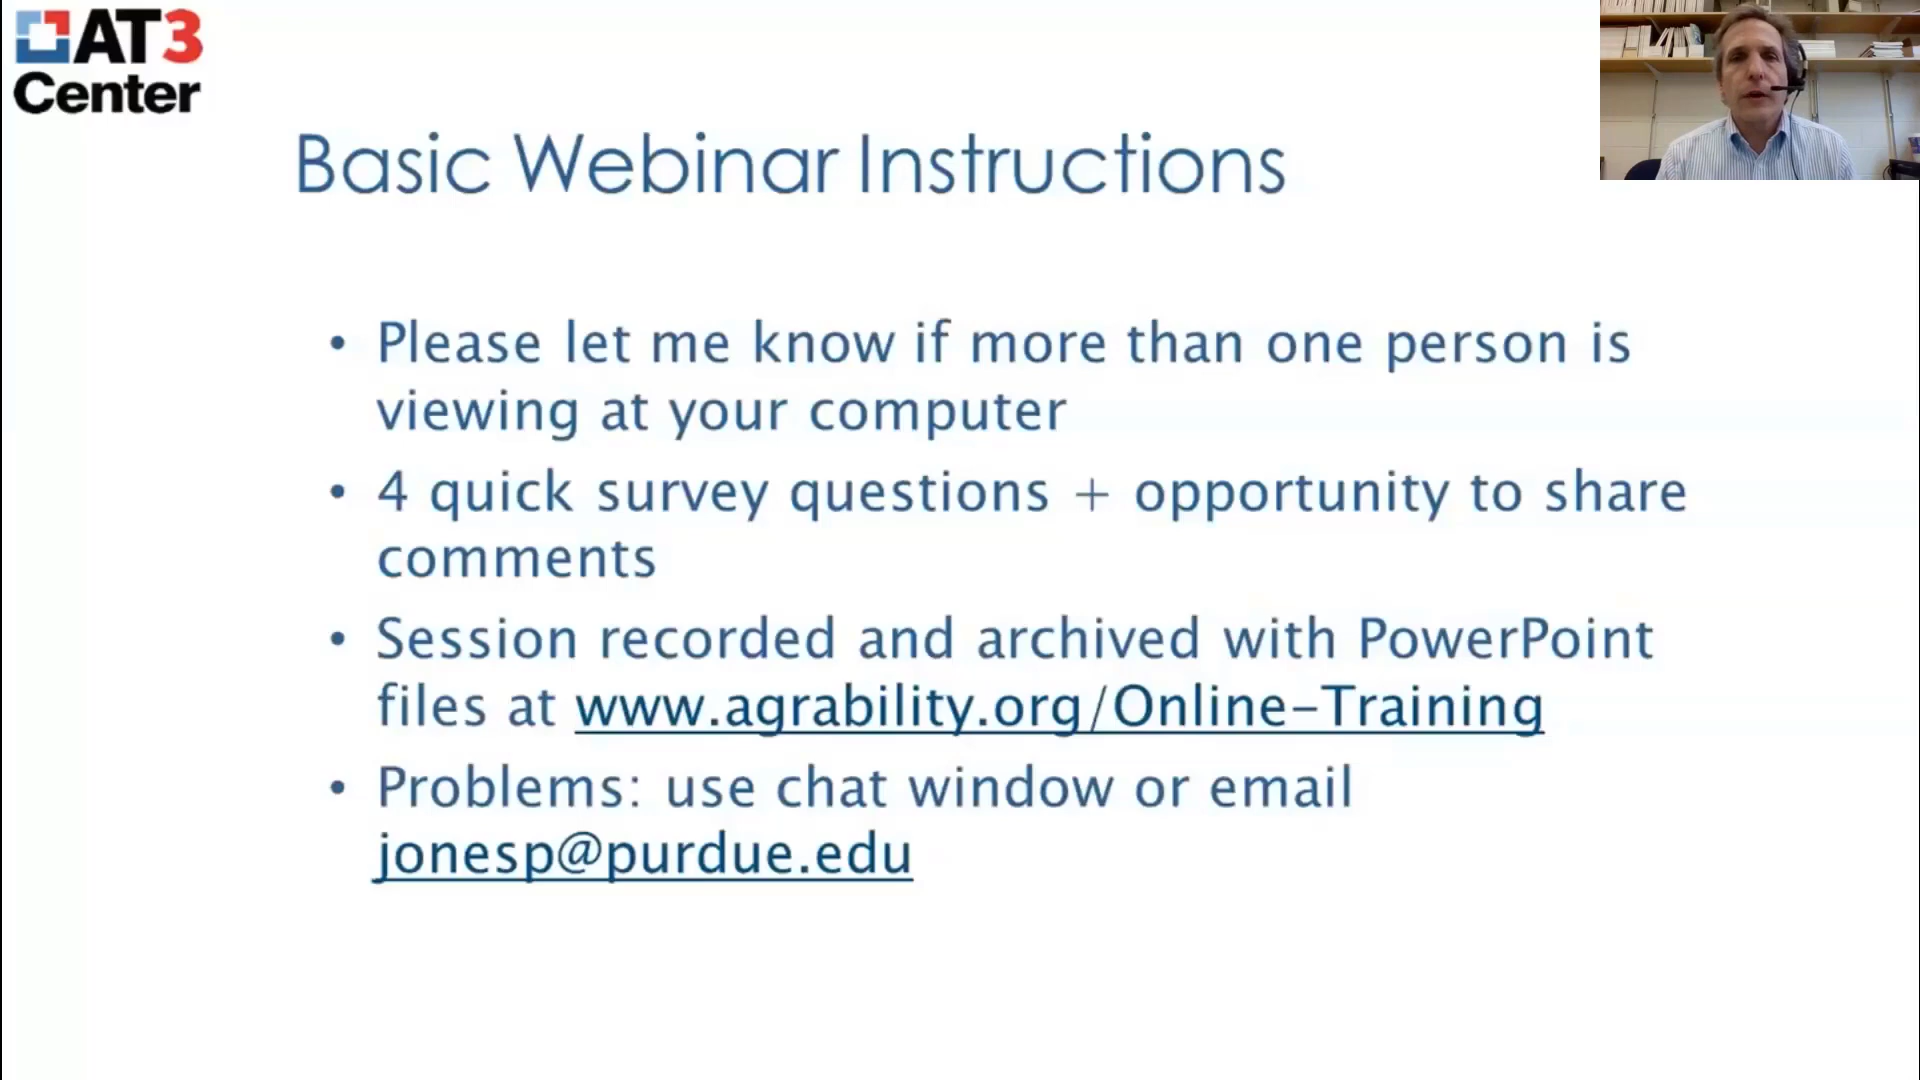 AT3
Center
Basic Webinar Instructions
• Please let me know if more than one person is
viewing at your computer
• 4 quick survey questions + opportunity to share
comments
• Session recorded and archived with PowerPoint
files at www.agrability.org/Online-Training
• Problems: use chat window or email
jonesp@purdue.edu